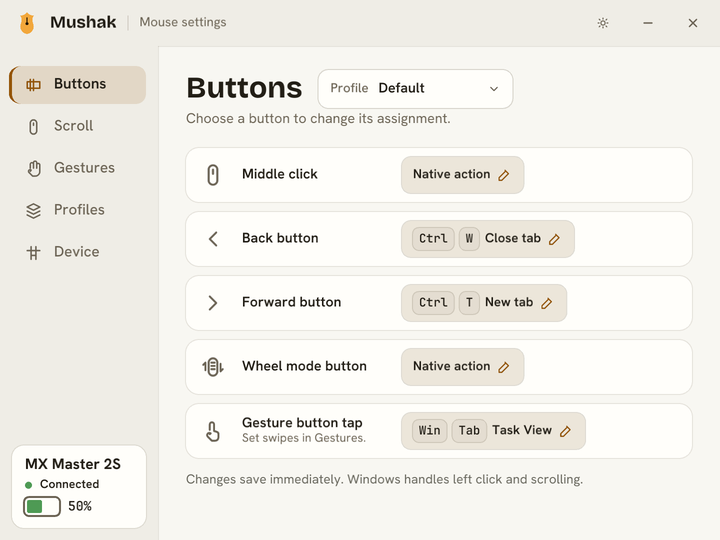 Mushak | Mouse settings
Buttons
Scroll
Gestures
Profiles
Device
MX Master 2S
Connected
50%
Buttons
Profile Default
Choose a button to change its assignment.
Middle click Native action
Back button Ctrl W Close tab
Forward button Ctrl T New tab
Wheel mode button Native action
Gesture button tap
Set swipes in Gestures.
Win Tab Task View
Changes save immediately. Windows handles left click and scrolling.